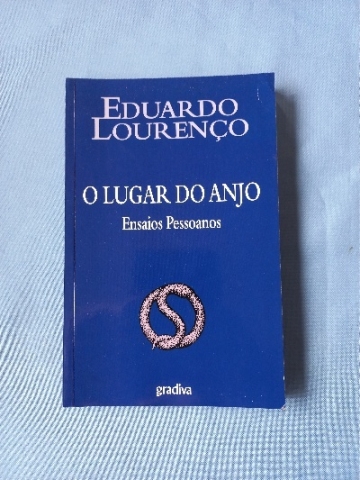 EDUARDO
LOURENÇO
O LUGAR DO ANJO
Ensaios Pessoanos
gradiva